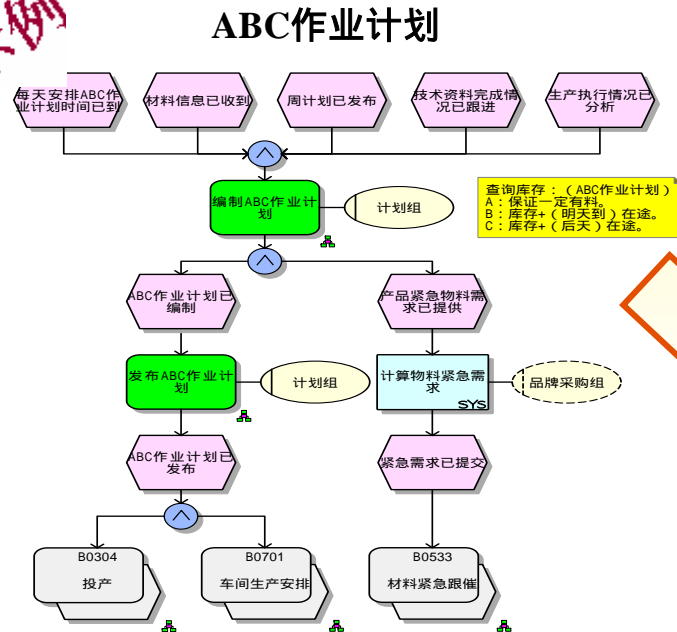 ABC作业计划
每天安排ABC作
业计划时间已到
材料信息已收到
周计划已发布
技术资料完成情
况已跟进
生产执行情况已
分析
编制ABC作业计
划
计划组
查询库存：（ABC作业计划）
A：保证一定有料。
B：库存+（明天到）在途。
C：库存+（后天）在途。
ABC作业计划已
编制
产品紧急物料需
求已提供
发布ABC作业计
划
计划组
计算物料紧急需
求
SYS
品牌采购组
ABC作业计划已
发布
紧急需求已提交
B0304
投产
B0701
车间生产安排
B0533
材料紧急跟催